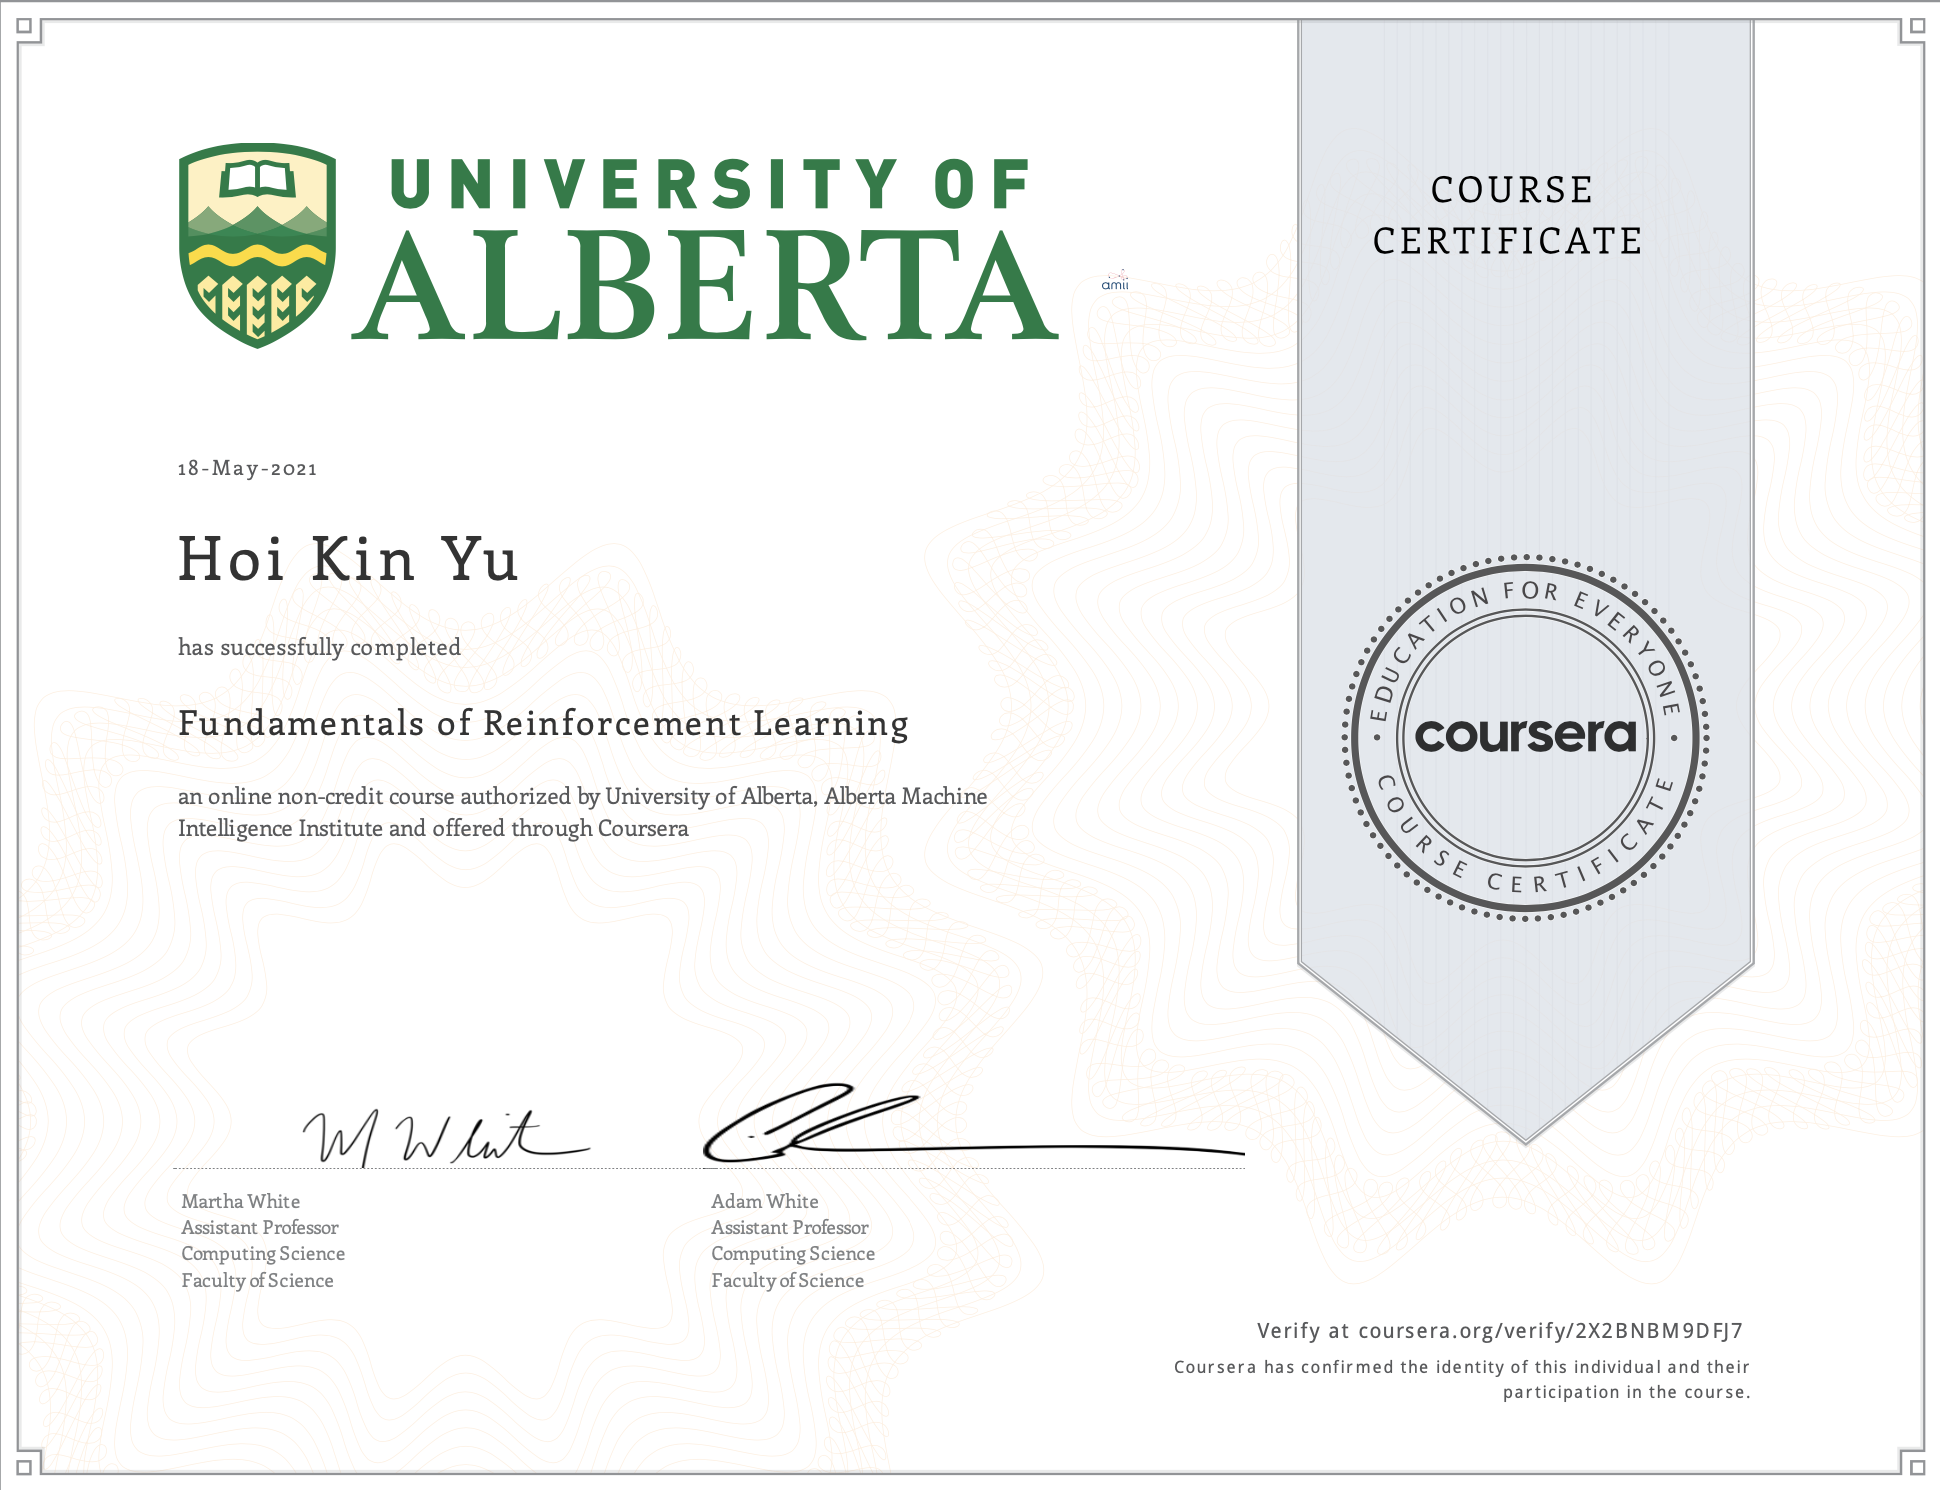 UNIVERSITY OF
ALBERTA
amii
COURSE
CERTIFICATE
18-May-2021
Hoi Kin Yu
has successfully completed
Fundamentals of Reinforcement Learning
an online non-credit course authorized by University of Alberta, Alberta Machine
Intelligence Institute and offered through Coursera
EDUCATION FOR EVERYONE
coursera
COURSE CERTIFICATE
M White
Martha White
Assistant Professor
Computing Science
Faculty of Science
Adam White
Assistant Professor
Computing Science
Faculty of Science
Verify at coursera.org/verify/2X2BNBM9DFJ7
Coursera has confirmed the identity of this individual and their
participation in the course.